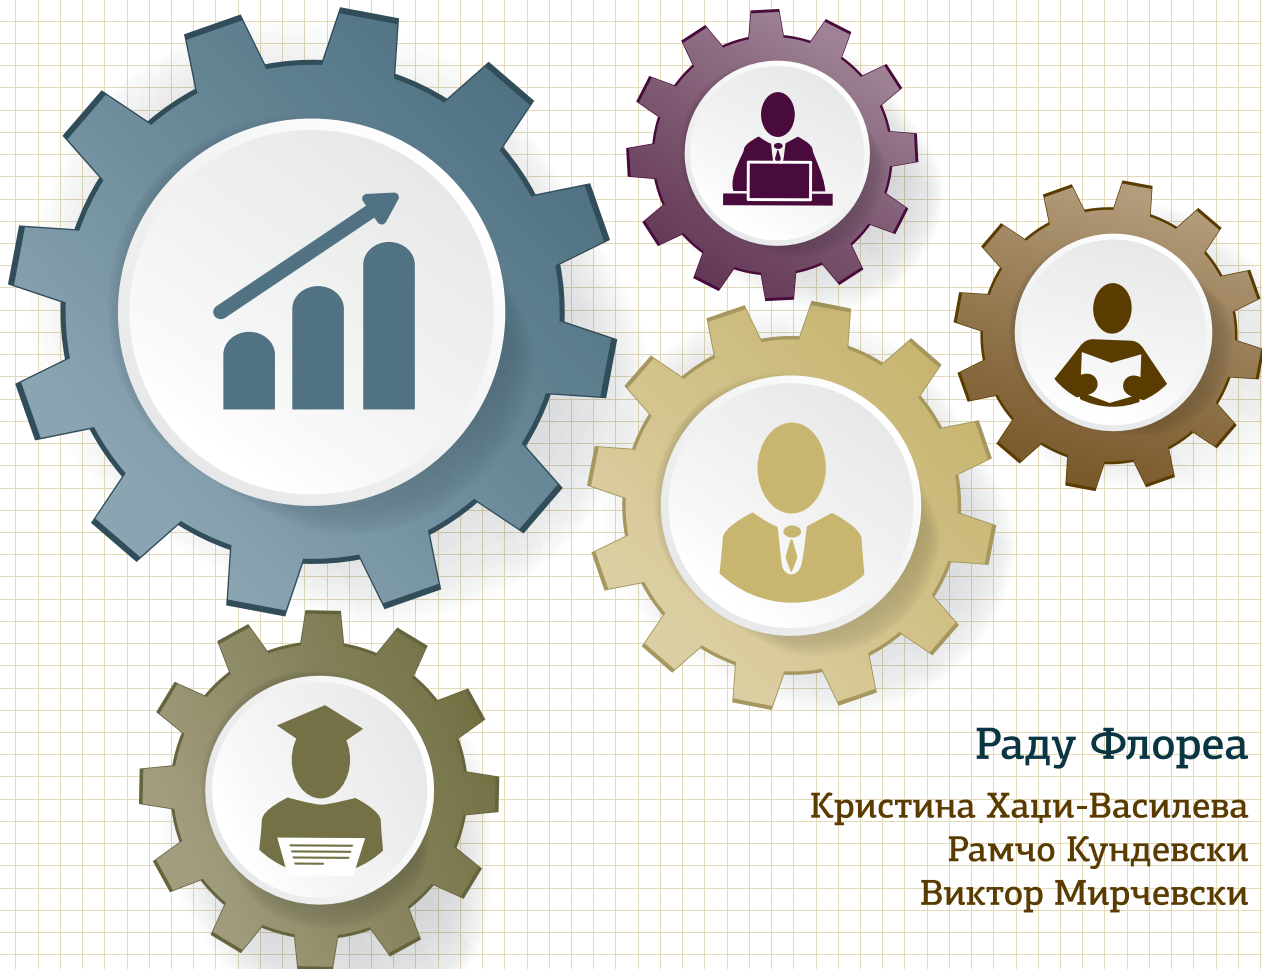 Раду Флореа
Кристина Хаџи-Василева
Рамчо Кундевски
Виктор Мирчевски